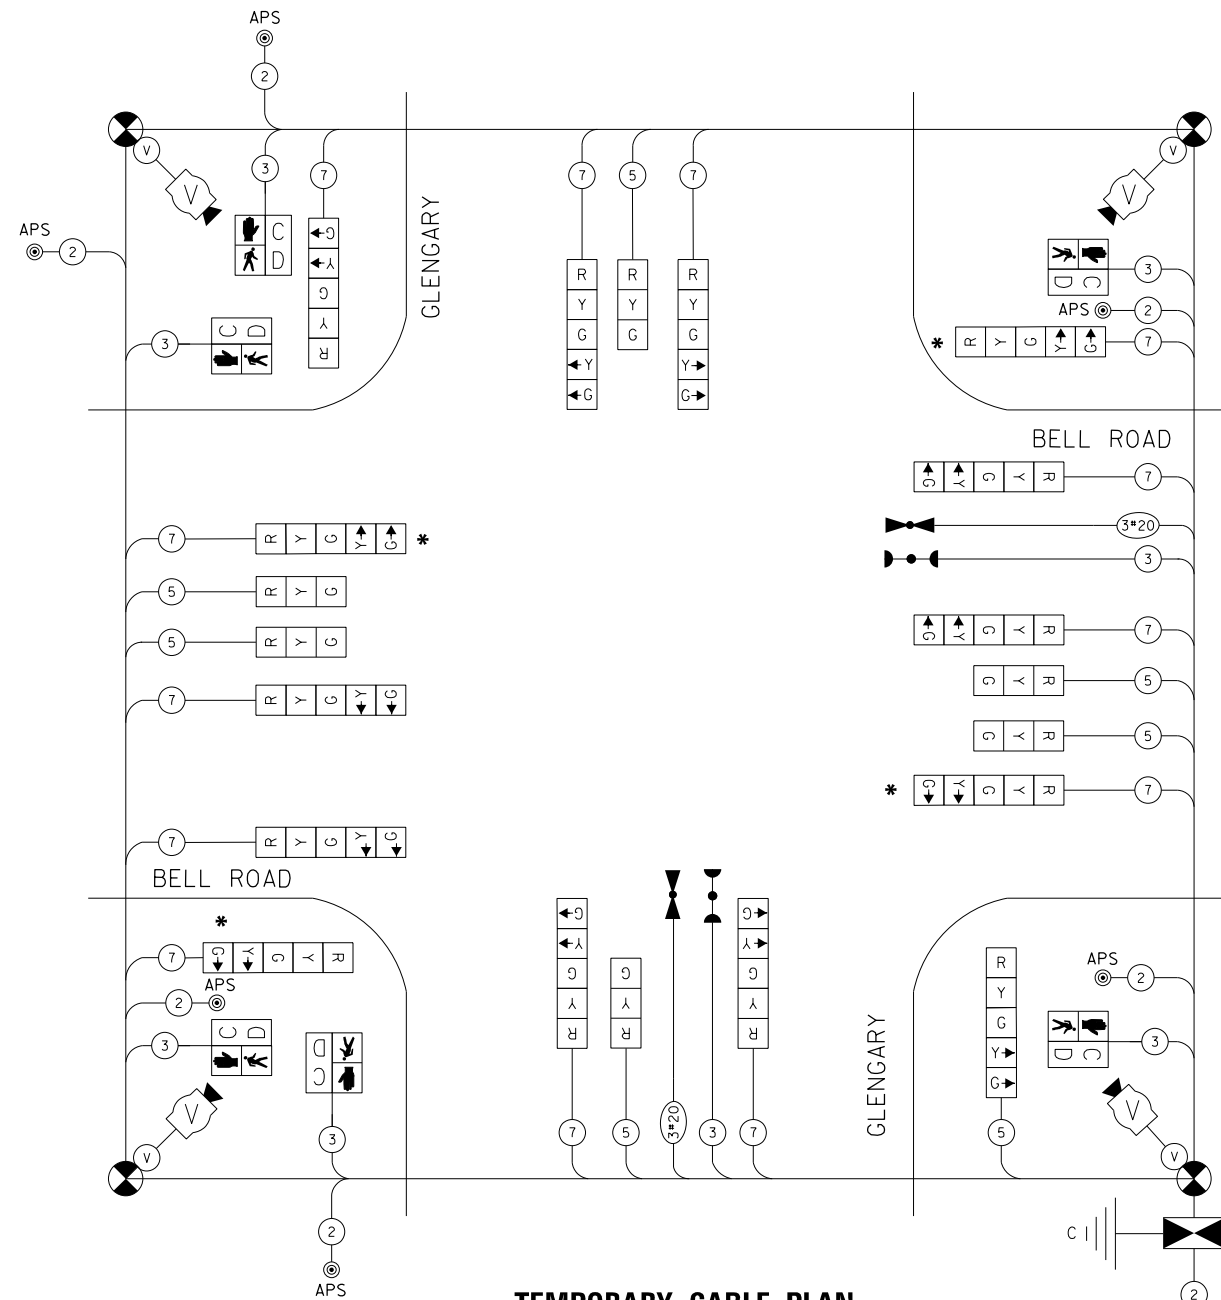 APS
2
V
V
3
7
7
5
7
V
V
APS
2
C
D
G
Y
G
Y
R
GLENGARY
R
Y
G
Y
G
R
Y
G
R
Y
G
Y
G
C
D
3
APS
2
* R Y G Y G
7
3
C D
BELL ROAD
G Y G Y R
7
7
R Y G Y G *
3#20
3
5
R Y G
5
R Y G
G Y G Y R
7
G Y R
5
7
R Y G Y G
G Y R
5
* G Y G Y R
7
7
R Y G Y G
BELL ROAD
*
7
G Y G Y R
APS
2
3
C D
D
C
3
V
V
2
APS
G
Y
G
Y
R
7
G
Y
R
5
3#20
3
G
Y
G
Y
R
7
GLENGARY
R
Y
G
Y
G
5
APS
2
C
D
3
V
V
C
2
TEMPORARY CABLE PLAN